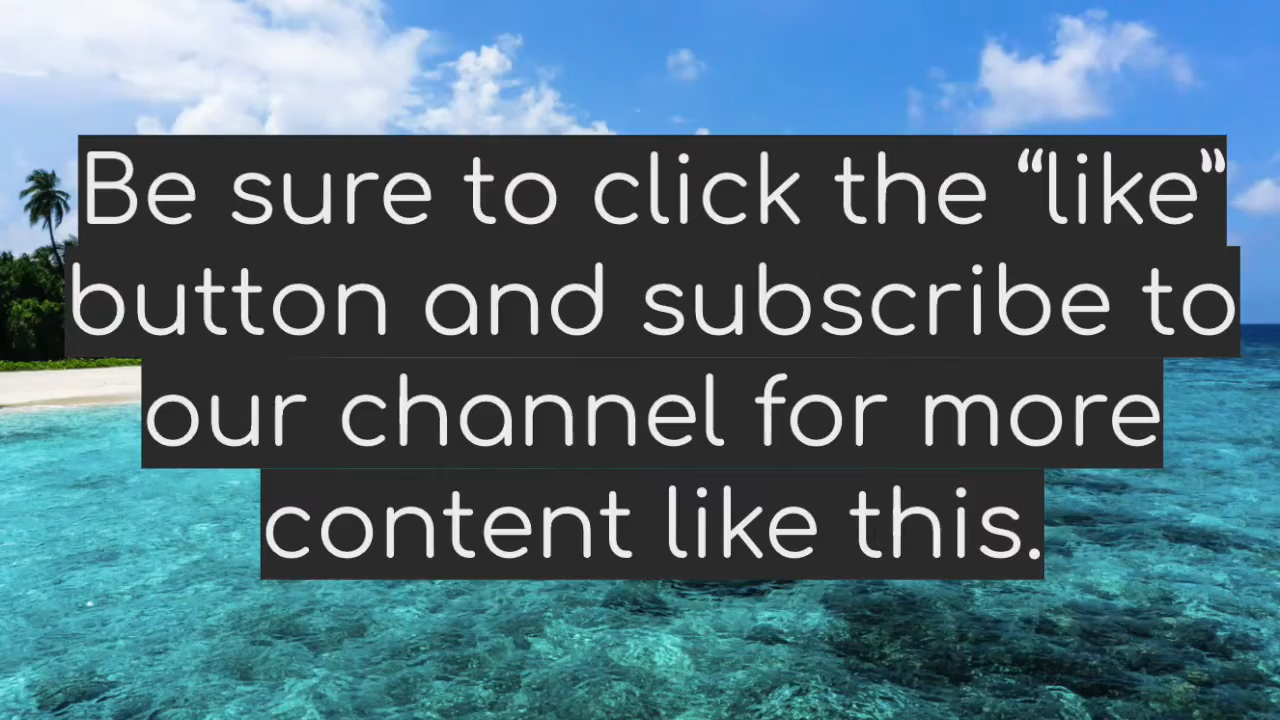 Be sure to click the “like”
button and subscribe to
our channel for more
content like this.